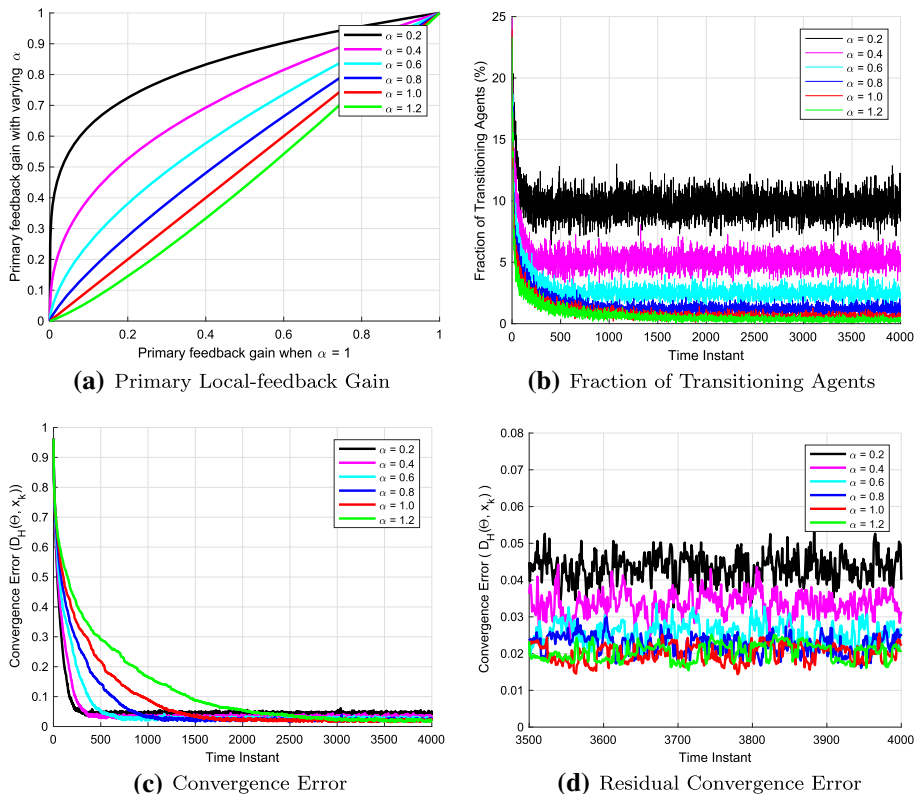 Primary feedback gain with varying α
1
0.9
0.8
0.7
0.6
0.5
0.4
0.3
0.2
0.1
0
0
0.2
0.4
0.6
0.8
1
Primary feedback gain when α = 1
α = 0.2
α = 0.4
α = 0.6
α = 0.8
α = 1.0
α = 1.2
(a) Primary Local-feedback Gain
Fraction of Transitioning Agents (%)
25
20
15
10
5
0
0
500
1000
1500
2000
2500
3000
3500
4000
Time Instant
α = 0.2
α = 0.4
α = 0.6
α = 0.8
α = 1.0
α = 1.2
(b) Fraction of Transitioning Agents
Convergence Error (D_H(Θ, x_k))
1
0.9
0.8
0.7
0.6
0.5
0.4
0.3
0.2
0.1
0
0
500
1000
1500
2000
2500
3000
3500
4000
Time Instant
α = 0.2
α = 0.4
α = 0.6
α = 0.8
α = 1.0
α = 1.2
(c) Convergence Error
Convergence Error ( D_H(Θ, x_k) )
0.08
0.07
0.06
0.05
0.04
0.03
0.02
0.01
0
3500
3600
3700
3800
3900
4000
Time Instant
α = 0.2
α = 0.4
α = 0.6
α = 0.8
α = 1.0
α = 1.2
(d) Residual Convergence Error